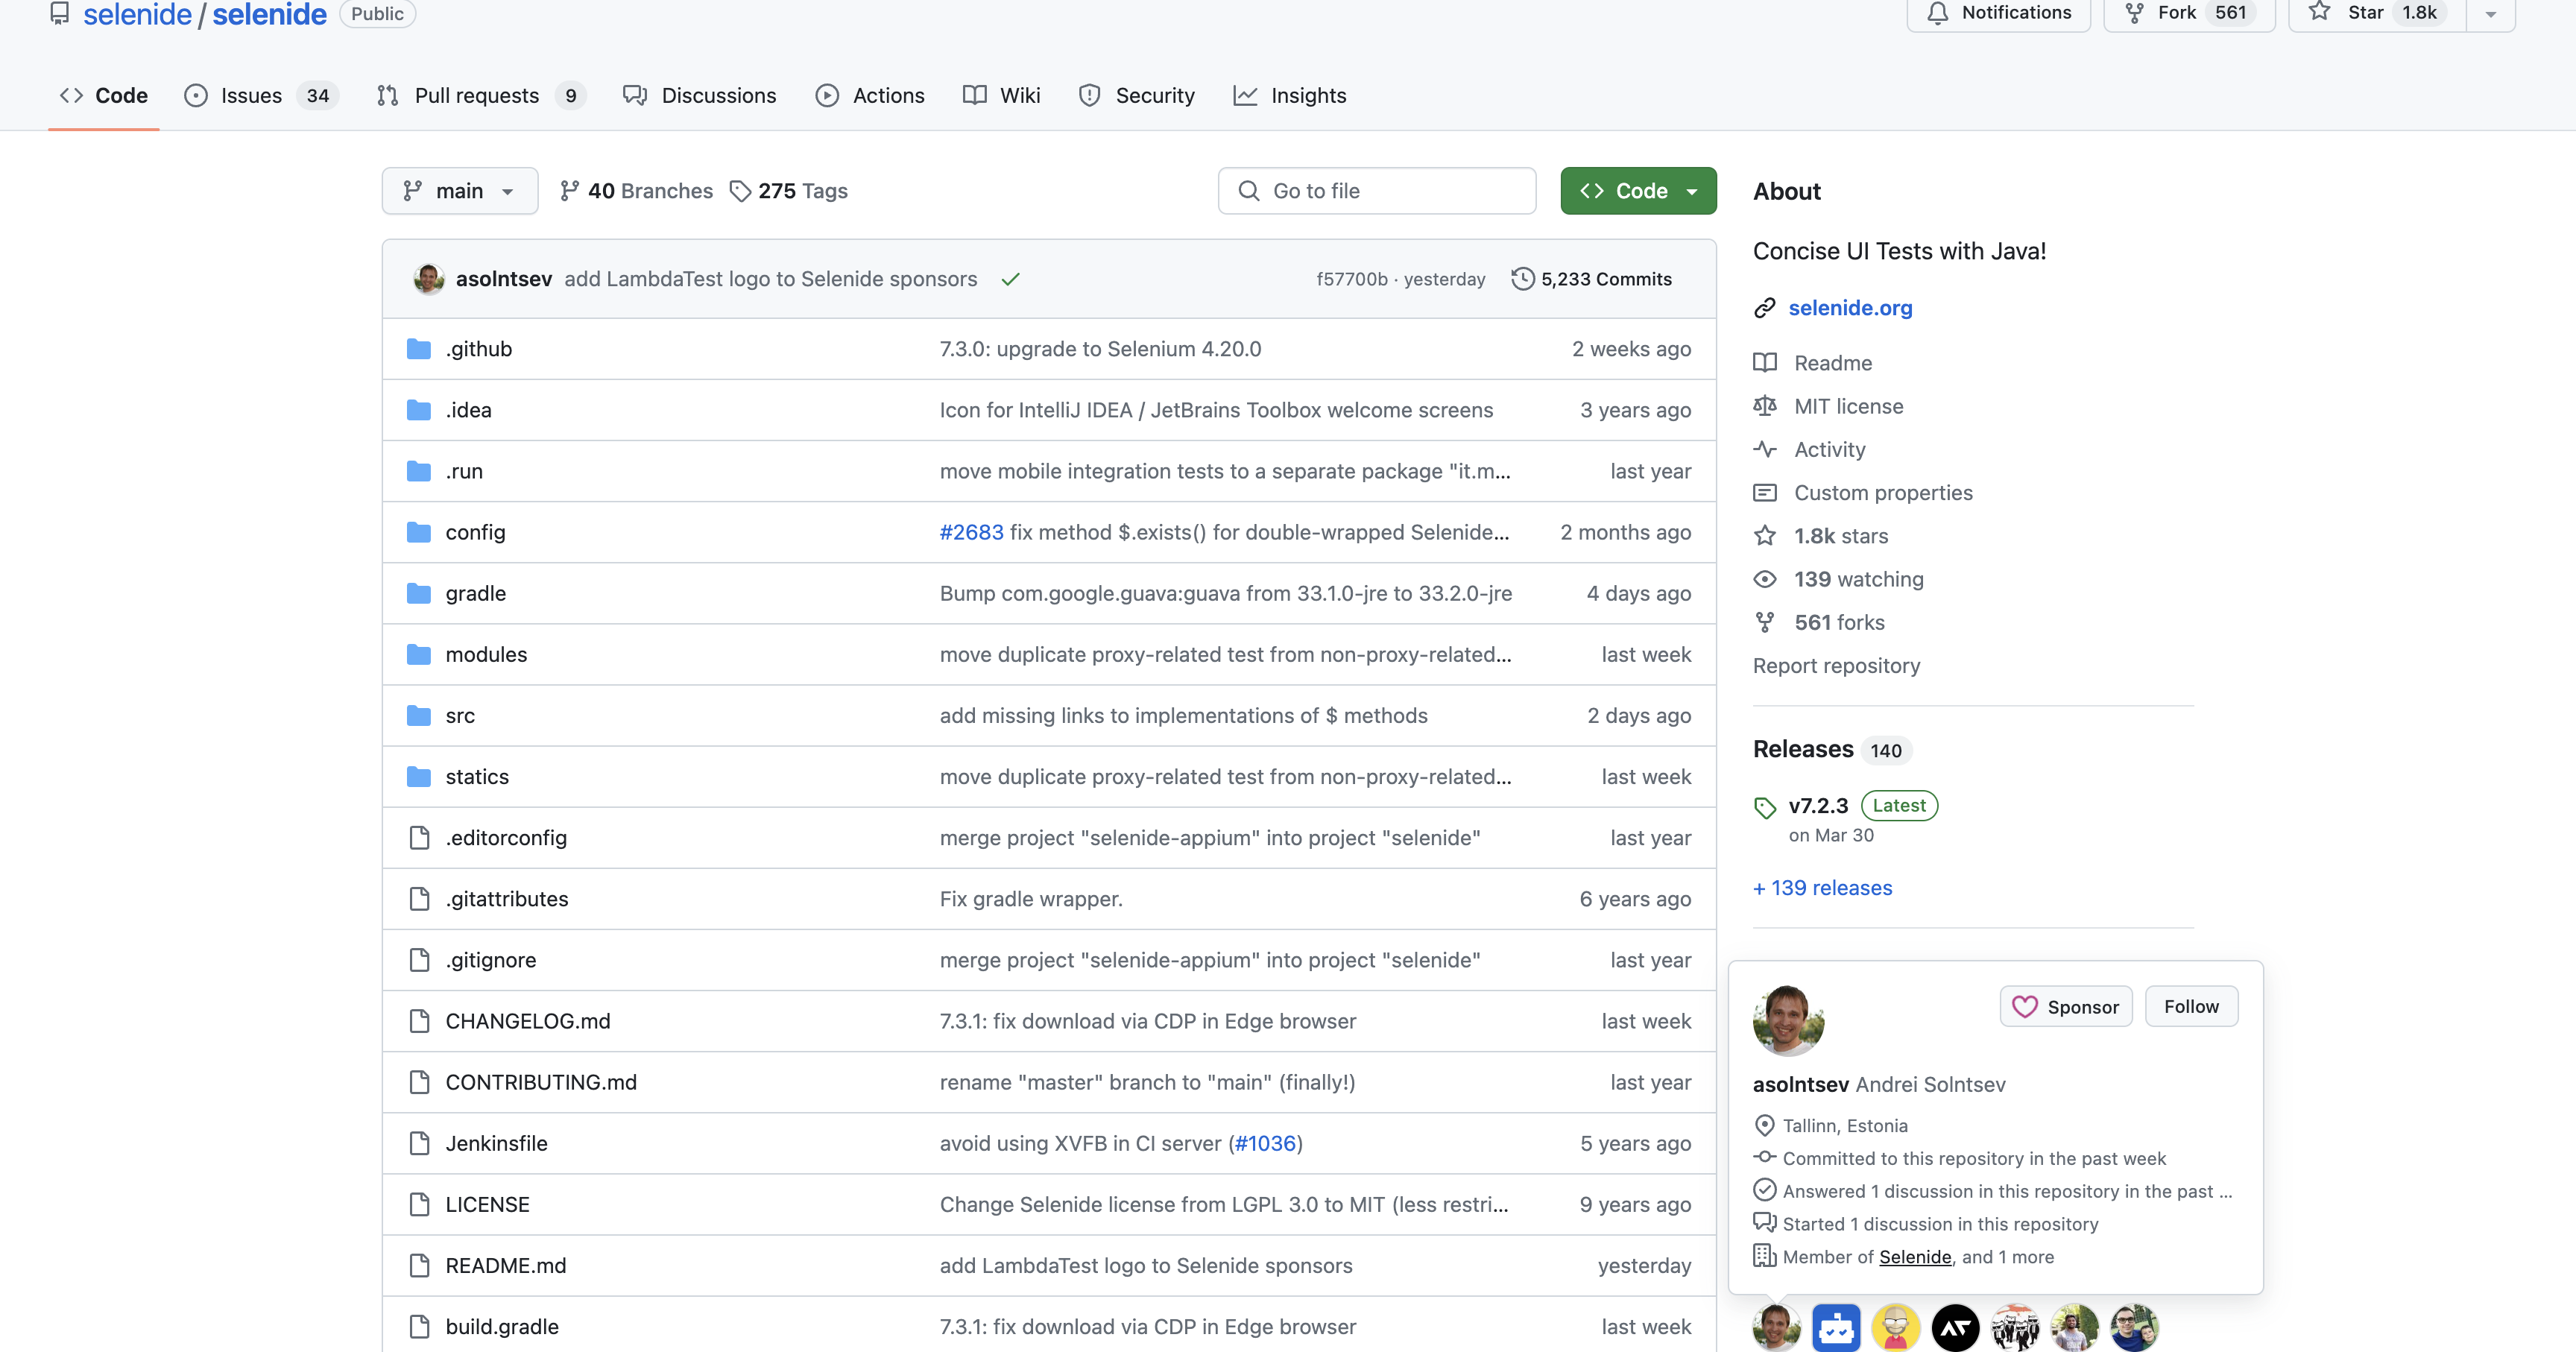 selenide / selenide Public
Notifications Fork 561 Star 1.8k
Code Issues 34 Pull requests 9 Discussions Actions Wiki Security Insights
main 40 Branches 275 Tags Go to file Code
asolntsev add LambdaTest logo to Selenide sponsors f57700b · yesterday 5,233 Commits
.github 7.3.0: upgrade to Selenium 4.20.0 2 weeks ago
.idea Icon for IntelliJ IDEA / JetBrains Toolbox welcome screens 3 years ago
.run move mobile integration tests to a separate package "it.m... last year
config #2683 fix method $.exists() for double-wrapped Selenide... 2 months ago
gradle Bump com.google.guava:guava from 33.1.0-jre to 33.2.0-jre 4 days ago
modules move duplicate proxy-related test from non-proxy-related... last week
src add missing links to implementations of $ methods 2 days ago
statics move duplicate proxy-related test from non-proxy-related... last week
.editorconfig merge project "selenide-appium" into project "selenide" last year
.gitattributes Fix gradle wrapper. 6 years ago
.gitignore merge project "selenide-appium" into project "selenide" last year
CHANGELOG.md 7.3.1: fix download via CDP in Edge browser last week
CONTRIBUTING.md rename "master" branch to "main" (finally!) last year
Jenkinsfile avoid using XVFB in CI server (#1036) 5 years ago
LICENSE Change Selenide license from LGPL 3.0 to MIT (less restri... 9 years ago
README.md add LambdaTest logo to Selenide sponsors yesterday
build.gradle 7.3.1: fix download via CDP in Edge browser last week
About
Concise UI Tests with Java!
selenide.org
Readme
MIT license
Activity
Custom properties
1.8k stars
139 watching
561 forks
Report repository
Releases 140
v7.2.3 Latest
on Mar 30
+ 139 releases
Sponsor Follow
asolntsev Andrei Solntsev
Tallinn, Estonia
Committed to this repository in the past week
Answered 1 discussion in this repository in the past ...
Started 1 discussion in this repository
Member of Selenide, and 1 more